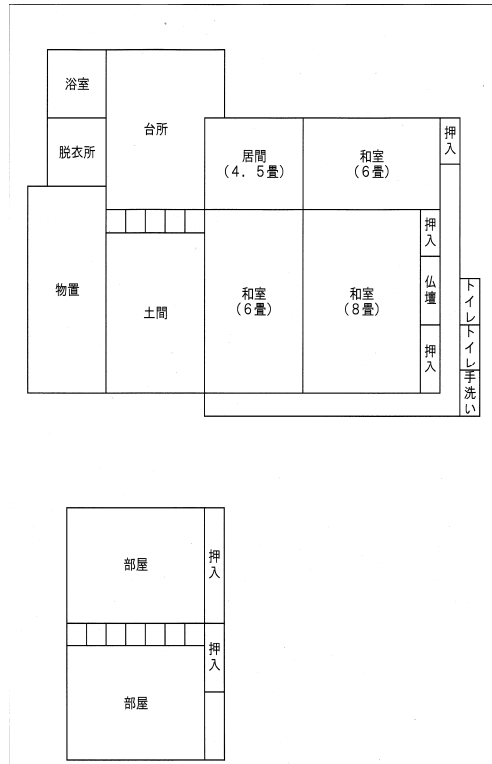 浴室
台所
脱衣所
居間
(4.5畳)
和室
(6畳)
押入
物置
土間
和室
(6畳)
和室
(8畳)
押入
仏壇
押入
トイレ
トイレ
手洗い
部屋
押入
押入
部屋